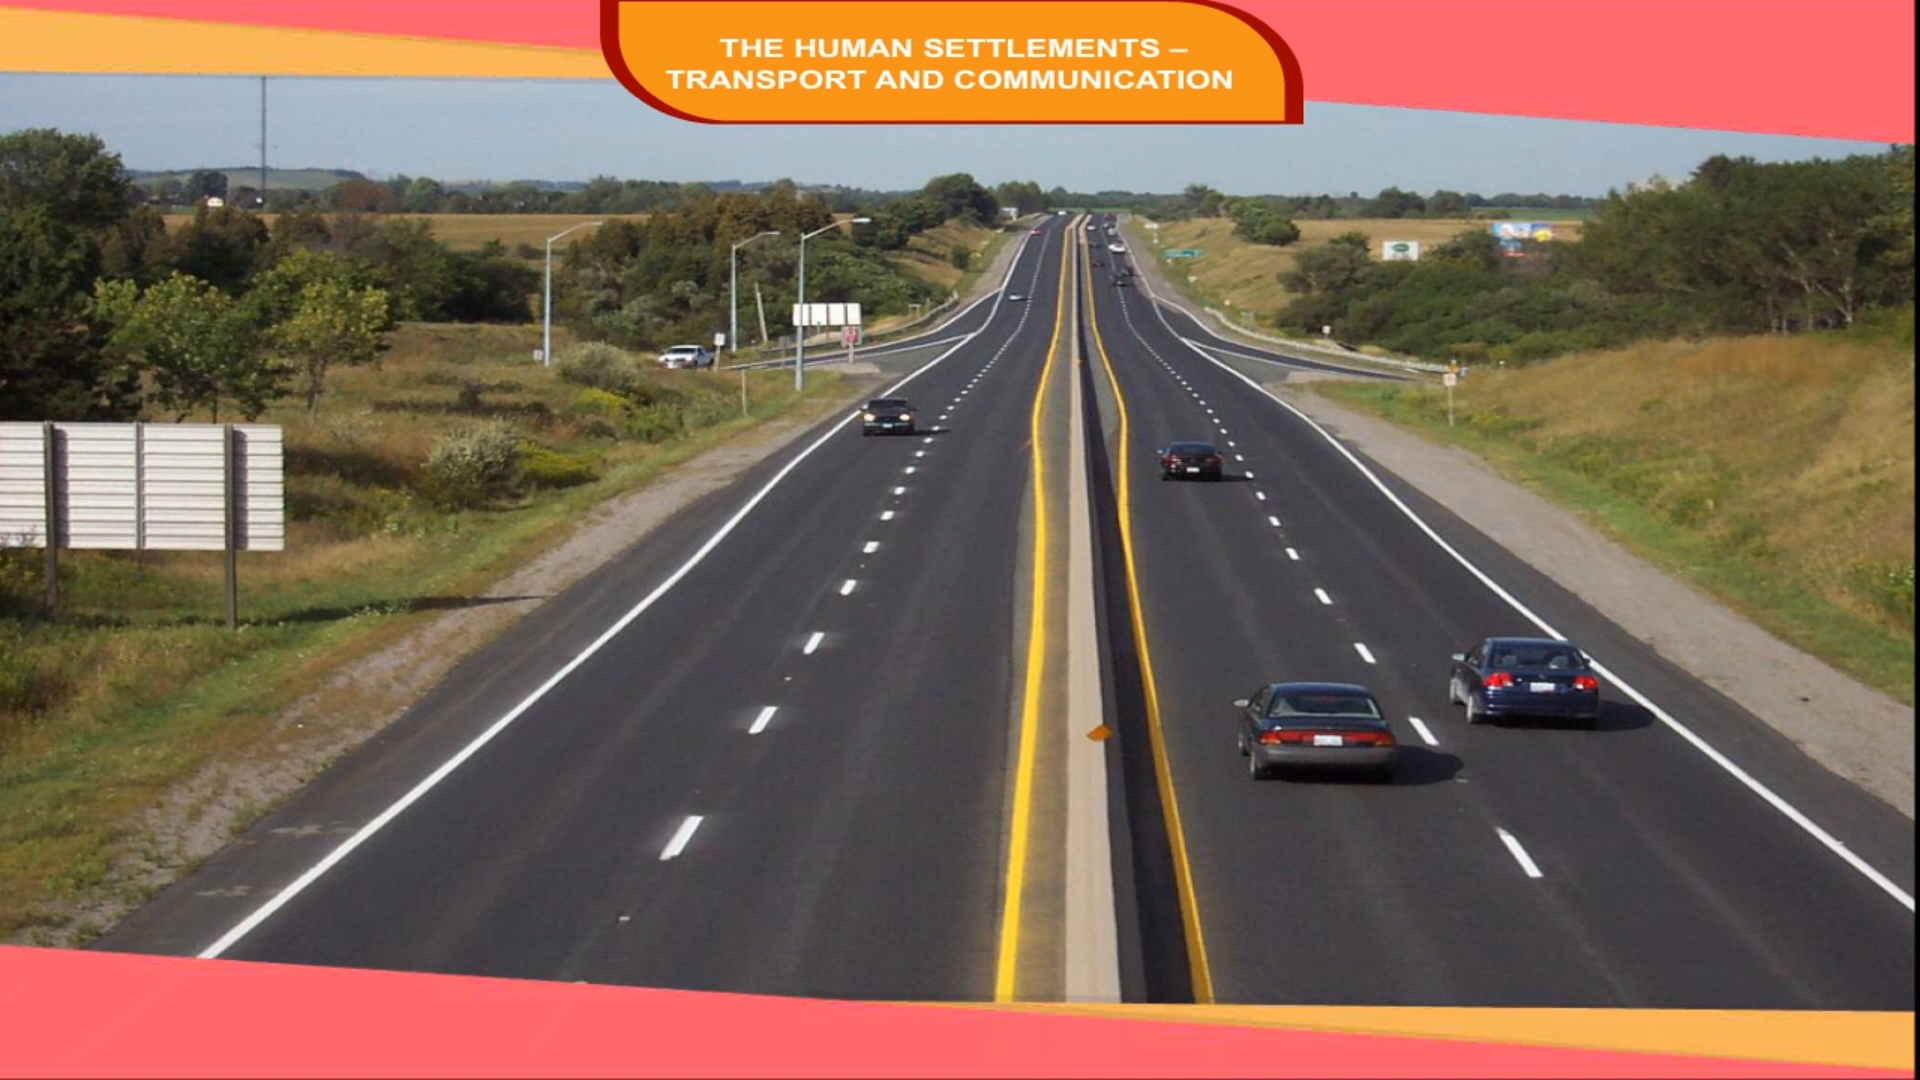 THE HUMAN SETTLEMENTS –
TRANSPORT AND COMMUNICATION